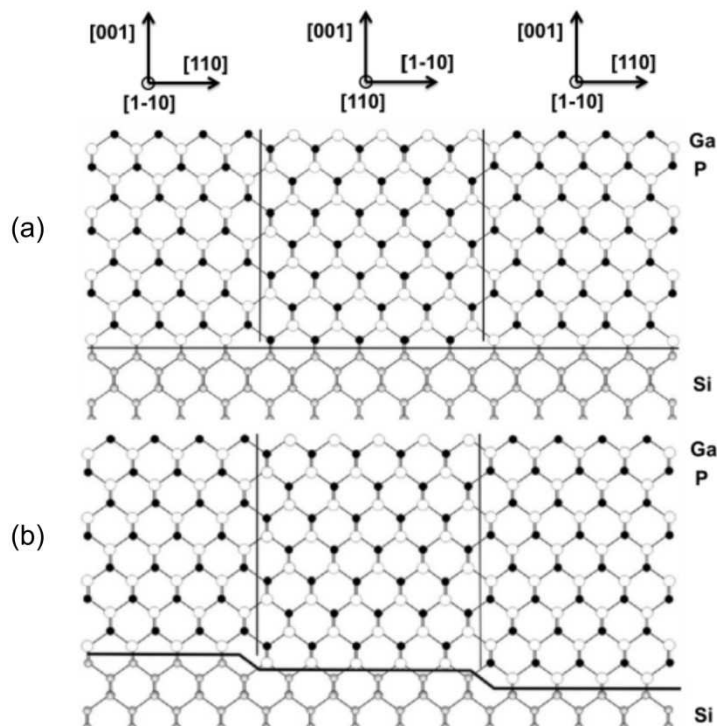 [001] [001] [001]
[110] [1-10] [110]
[1-10] [110] [1-10]
Ga
P
(a)
Si
Ga
P
(b)
Si